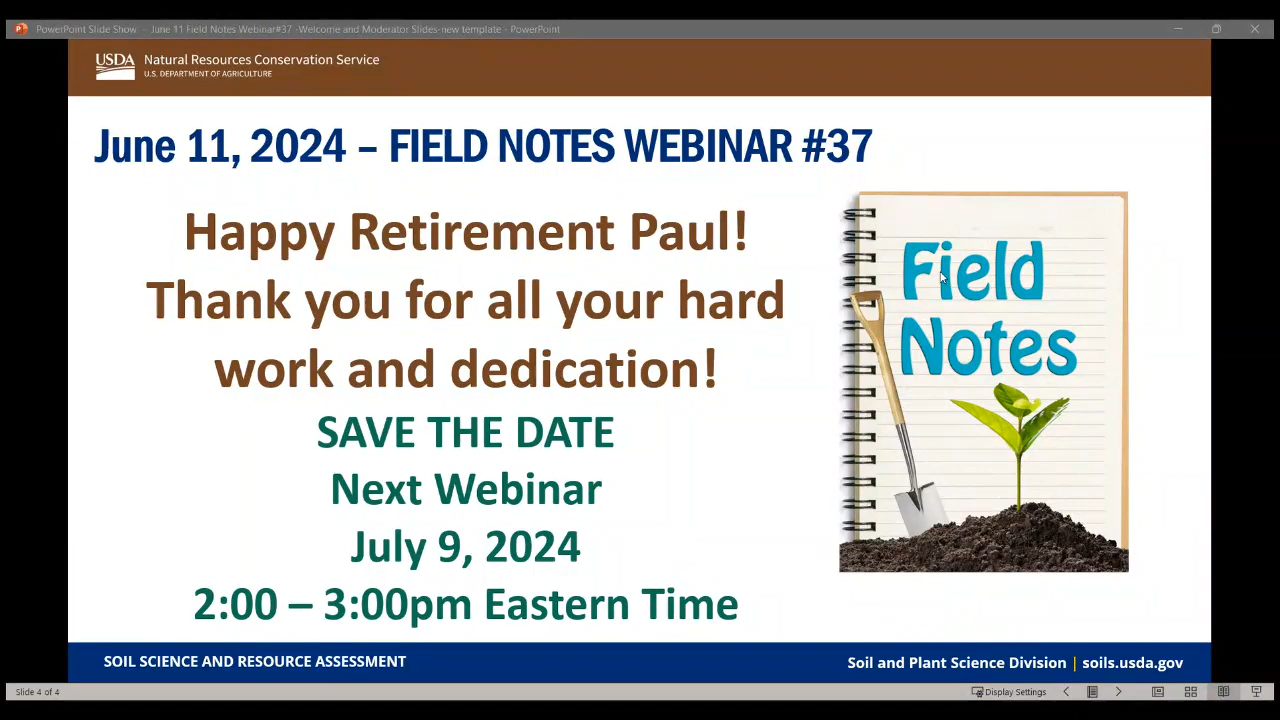 PowerPoint Slide Show - June 11 Field Notes Webinar#37 -Welcome and Moderator Slides-new template - PowerPoint
USDA Natural Resources Conservation Service
U.S. DEPARTMENT OF AGRICULTURE
June 11, 2024 – FIELD NOTES WEBINAR #37
Happy Retirement Paul!
Thank you for all your hard
work and dedication!
SAVE THE DATE
Next Webinar
July 9, 2024
2:00 – 3:00pm Eastern Time
Field
Notes
SOIL SCIENCE AND RESOURCE ASSESSMENT
Soil and Plant Science Division | soils.usda.gov
Slide 4 of 4
Display Settings